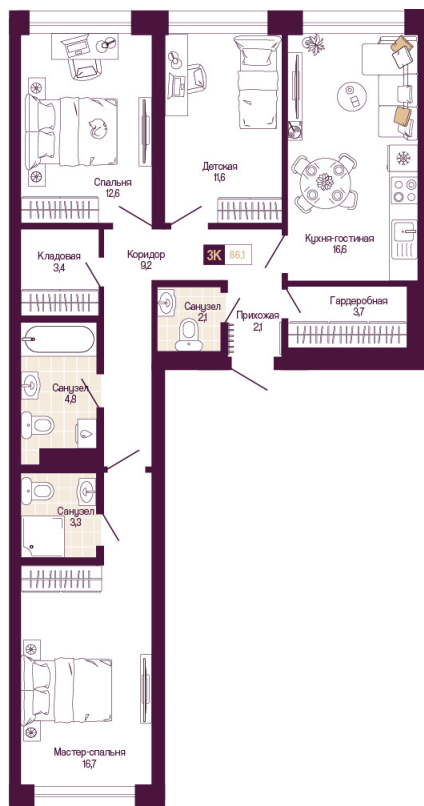 Спальня
12,6
Детская
11,6
Кухня-гостиная
16,6
Кладовая
3,4
Коридор
9,2
3К 86,1
Санузел
2,1
Прихожая
2,1
Гардеробная
3,7
Санузел
4,8
Санузел
3,3
Мастер-спальня
16,7